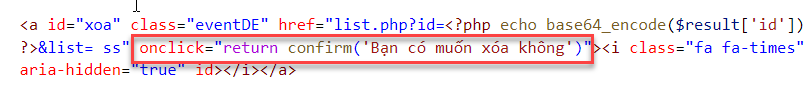 <a id="xoa" class="eventDE" href="list.php?id=<?php echo base64_encode($result['id'])
?>&list= ss" onclick="return confirm('Bạn có muốn xóa không')"><i class="fa fa-times"
aria-hidden="true" id></i></a>